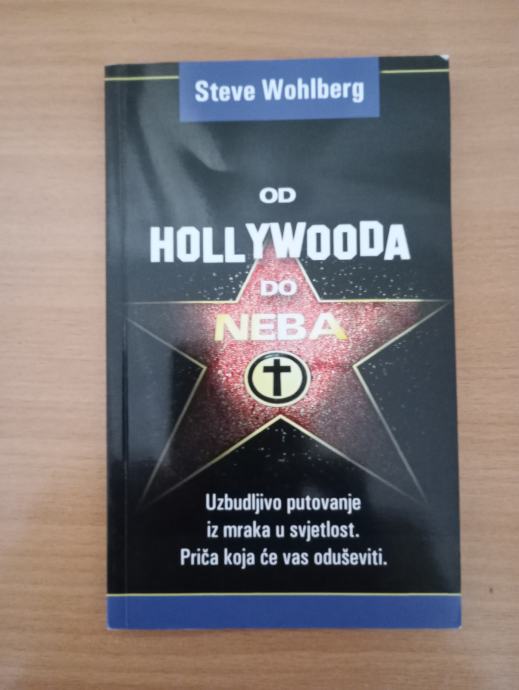 Steve Wohlberg
OD
HOLLYWOODA
DO
NEBA
Uzbudljivo putovanje
iz mraka u svjetlost.
Priča koja će vas oduševiti.